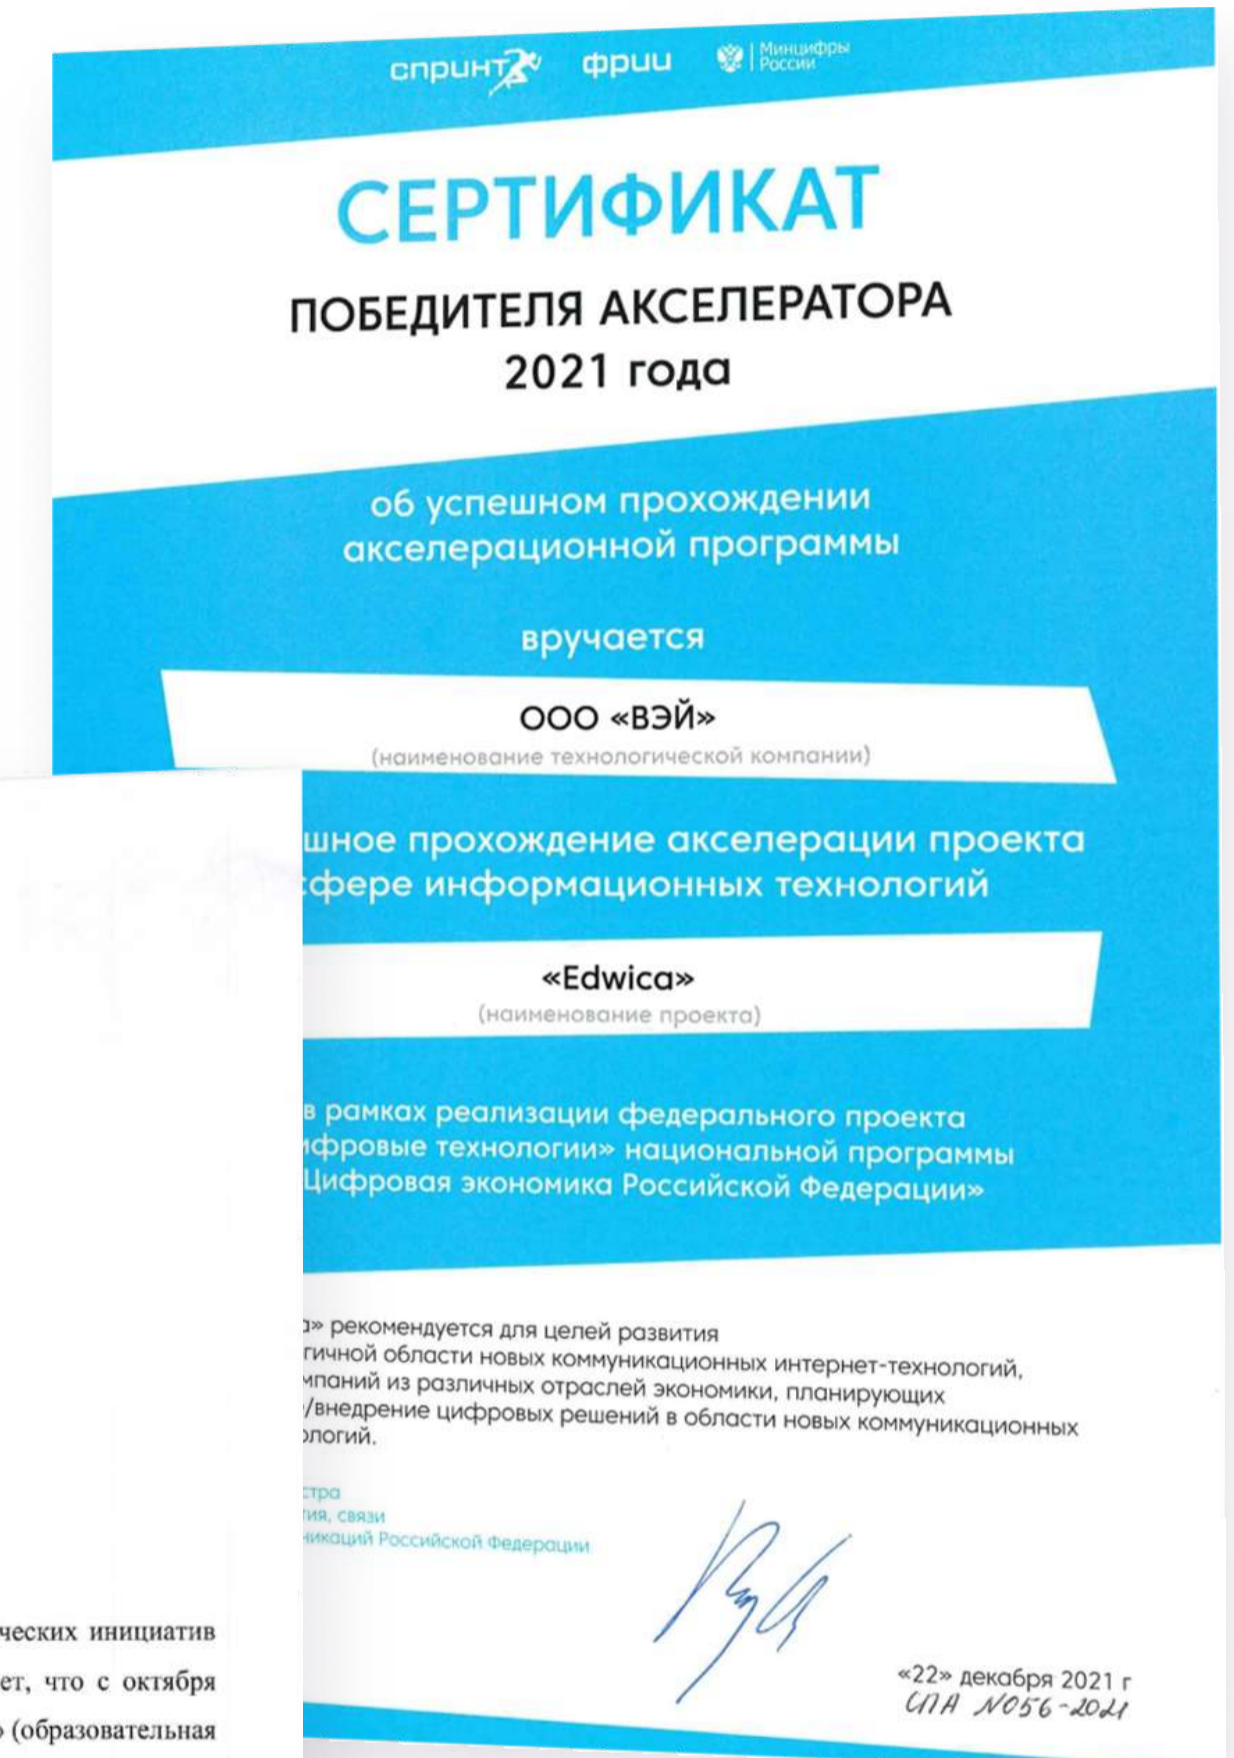 спринт фрии Минцифры
России
СЕРТИФИКАТ
ПОБЕДИТЕЛЯ АКСЕЛЕРАТОРА
2021 года
об успешном прохождении
акселерационной программы
вручается
ООО «ВЭЙ»
(наименование технологической компании)
шное прохождение акселерации проекта
сфере информационных технологий
«Edwica»
(наименование проекта)
в рамках реализации федерального проекта
ифровые технологии» национальной программы
Цифровая экономика Российской Федерации»
а» рекомендуется для целей развития
гичной области новых коммуникационных интернет-технологий,
мпаний из различных отраслей экономики, планирующих
/внедрение цифровых решений в области новых коммуникационных
ологий.
стра
тия, связи
никаций Российской Федерации
«22» декабря 2021 г
СПА №056-2021
ческих инициатив
ет, что с октября
» (образовательная